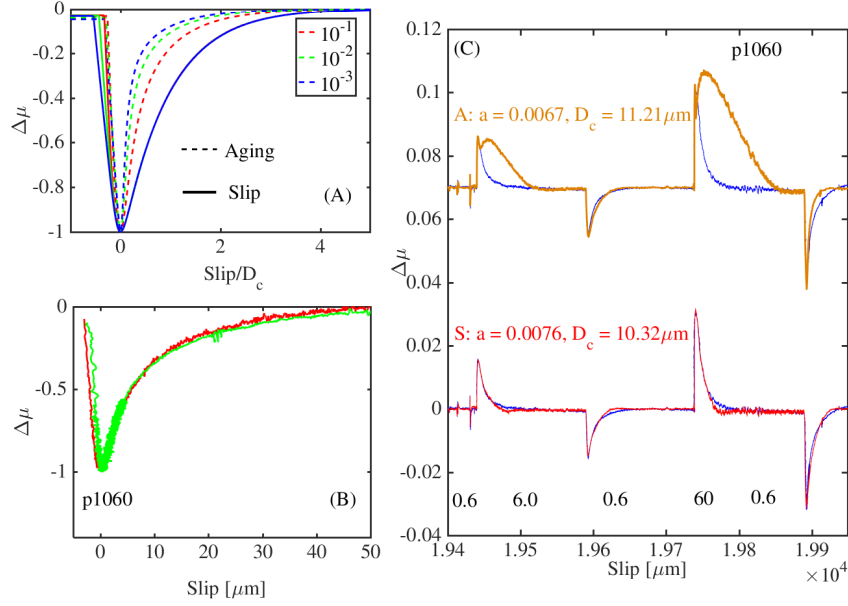 0
-0.2
-0.4
-0.6
-0.8
-1
Δμ
10⁻¹
10⁻²
10⁻³
Aging
Slip
(A)
0
2
4
Slip/D_c
0
-0.5
-1
Δμ
p1060
(B)
0
10
20
30
40
50
Slip [μm]
0.12
0.1
0.08
0.06
0.04
0.02
0
-0.02
-0.04
Δμ
(C)
p1060
A: a = 0.0067, D_c = 11.21μm
S: a = 0.0076, D_c = 10.32μm
0.6
6.0
0.6
60
0.6
1.94
1.95
1.96
1.97
1.98
1.99
Slip [μm]
×10⁴